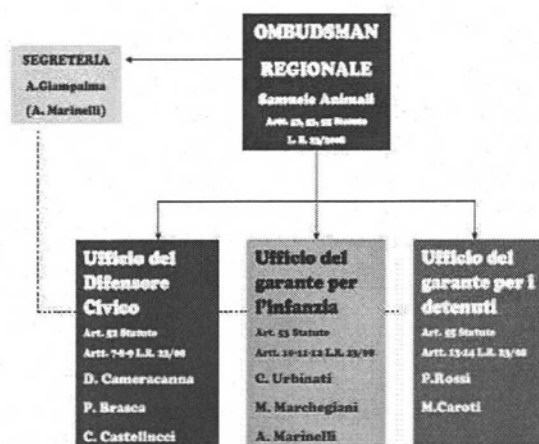 OMBUDSMAN
REGIONALE
Samuele Animali
Artt. 52, 53, 55 Statuto
L. R. 23/2008
SEGRETERIA
A.Giampalma
(A. Marinelli)
Ufficio del
Difensore
Civico
Art. 52 Statuto
Artt. 7-8-9 L.R. 23/08
D. Cameracanna
P. Brasca
C. Castellucci
Ufficio del
garante per
l'infanzia
Art. 53 Statuto
Artt. 10-11-12 L.R. 23/08
C. Urbinati
M. Marchegiani
A. Marinelli
Ufficio del
garante per i
detenuti
Art. 55 Statuto
Artt. 13-14 L.R. 23/08
P.Rossi
M.Caroti